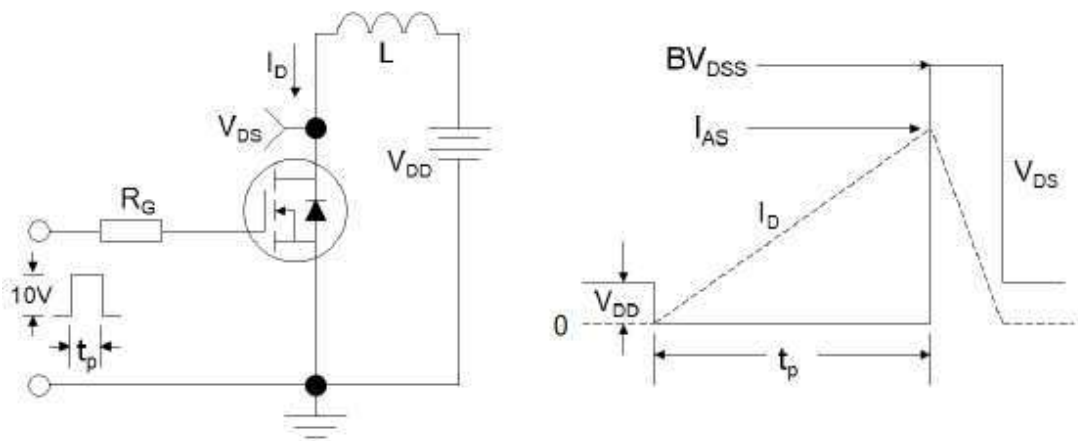 L
I_D
V_DS
V_DD
R_G
10V
t_p
BV_DSS
I_AS
V_DS
I_D
V_DD
0
t_p